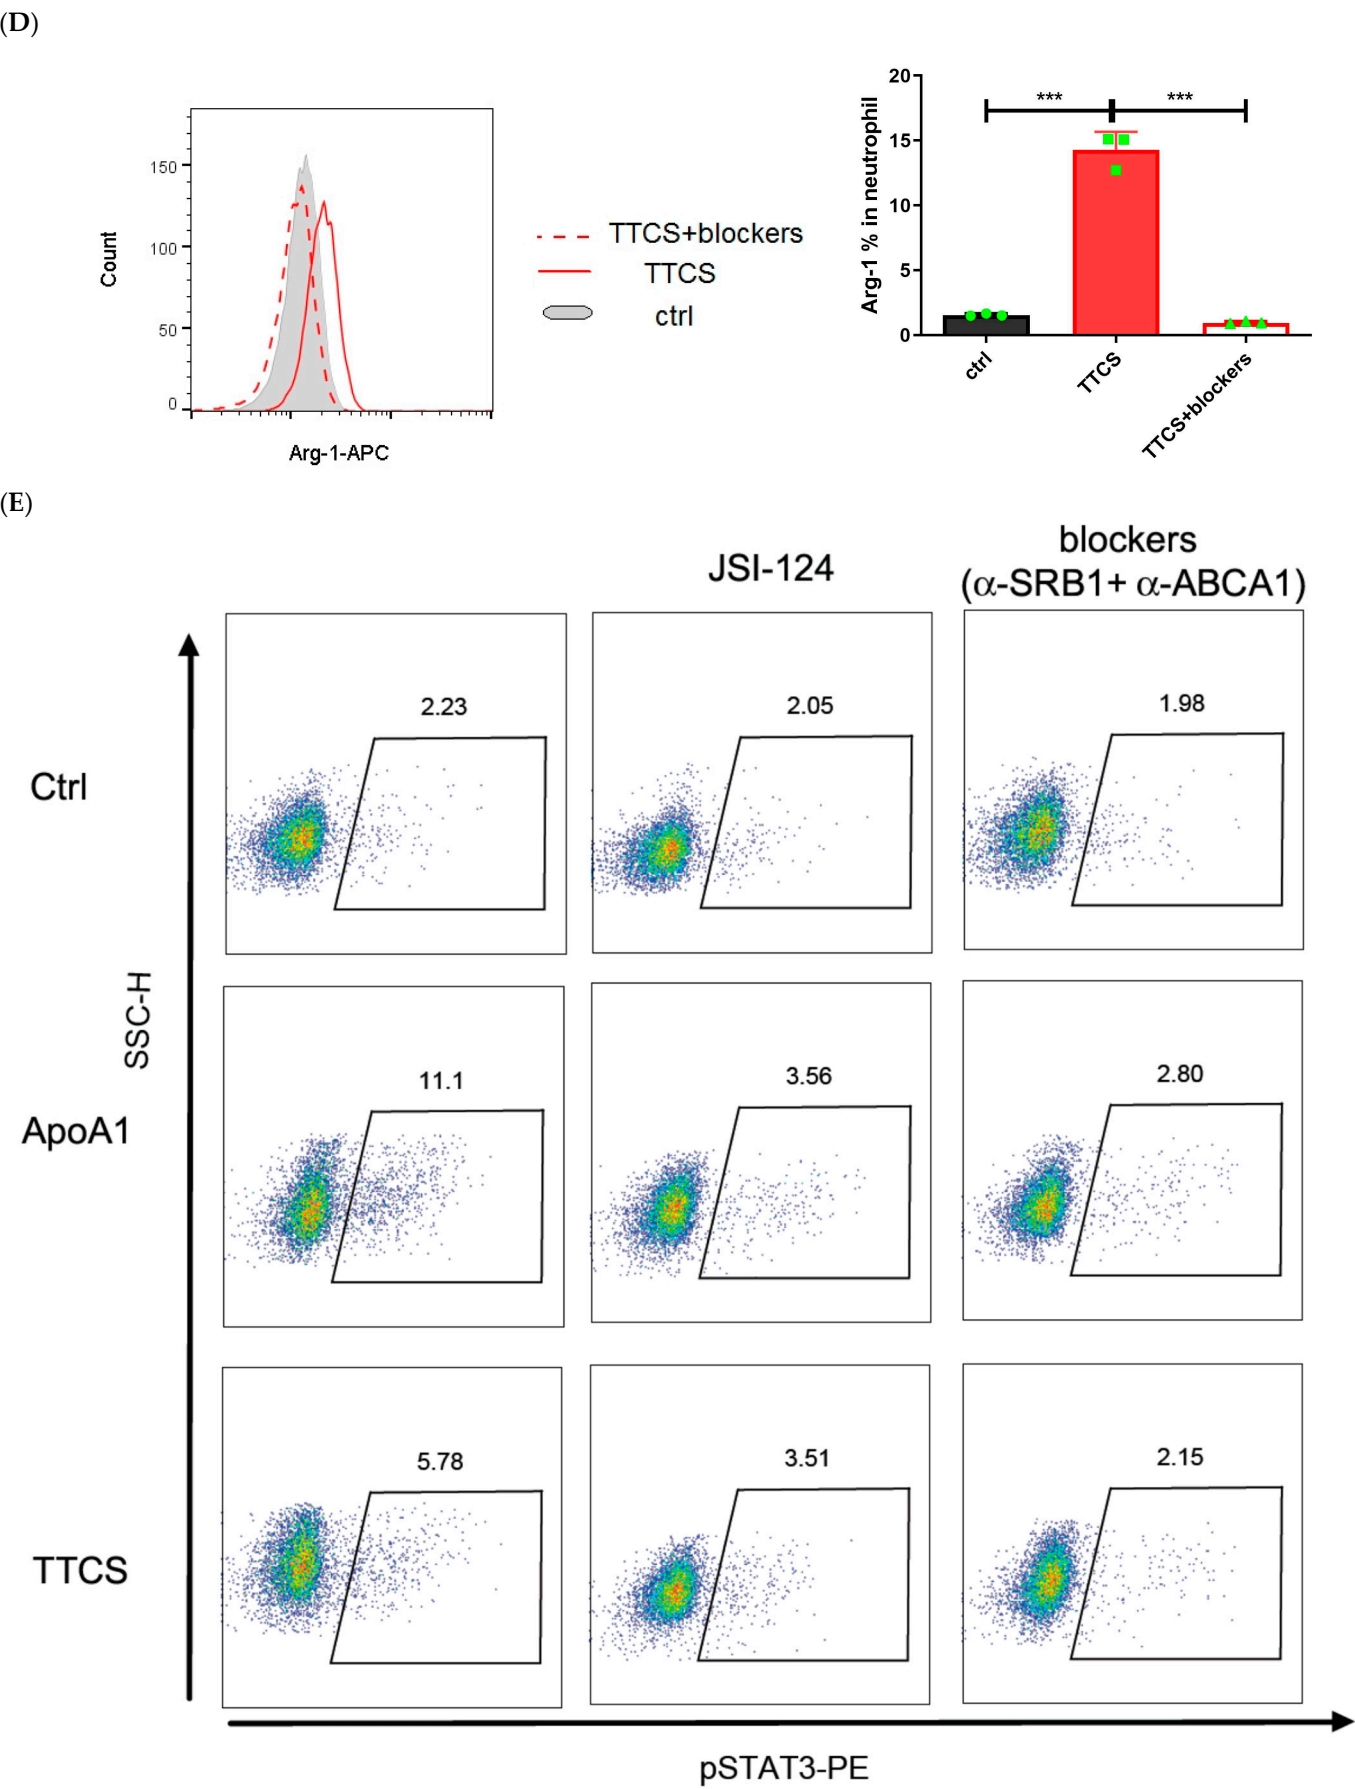 (D)
150
100
50
0
Count
Arg-1-APC
TTCS+blockers
TTCS
ctrl
20
15
10
5
0
Arg-1 % in neutrophil
***
***
ctrl
TTCS
TTCS+blockers
(E)
JSI-124
blockers
(α-SRB1+ α-ABCA1)
Ctrl
2.23
2.05
1.98
SSC-H
ApoA1
11.1
3.56
2.80
TTCS
5.78
3.51
2.15
pSTAT3-PE